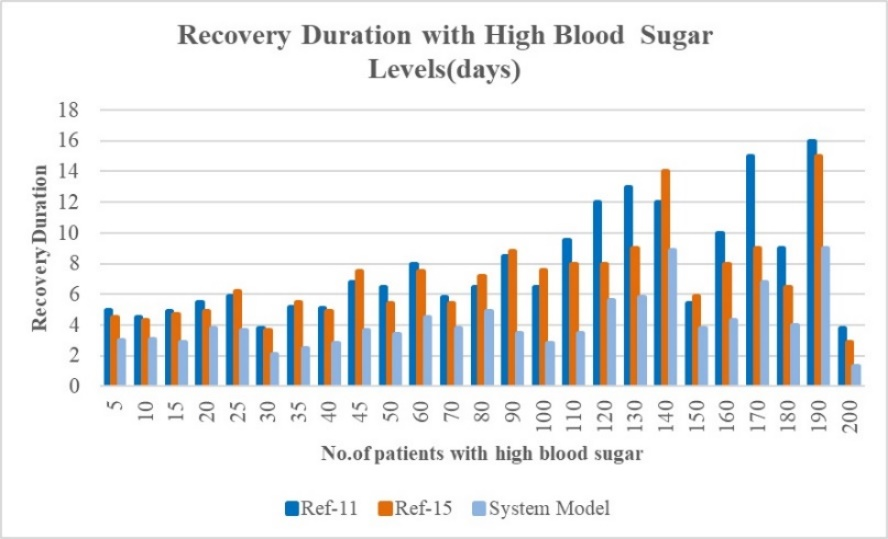 Recovery Duration with High Blood Sugar
Levels(days)
18
16
14
12
10
8
6
4
2
0
Recovery Duration
5 10 15 20 25 30 35 40 45 50 60 70 80 90 100 110 120 130 140 150 160 170 180 190 200
No.of patients with high blood sugar
Ref-11 Ref-15 System Model